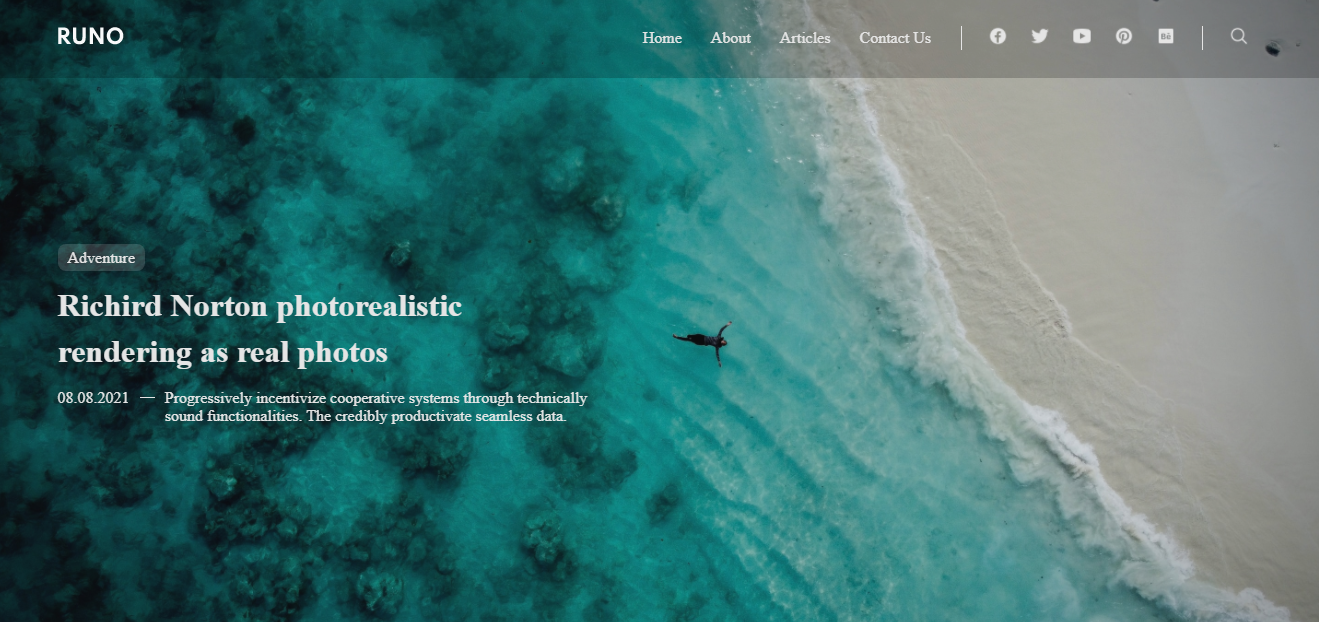 RUNO
Home About Articles Contact Us
Bē
Adventure
Richird Norton photorealistic
rendering as real photos
08.08.2021 — Progressively incentivize cooperative systems through technically
sound functionalities. The credibly productivate seamless data.